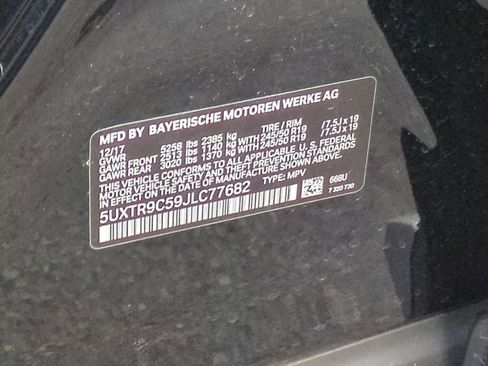 MFD BY BAYERISCHE MOTOREN WERKE AG
12/17 TIRE / RIM
GVWR 5258 lbs 2385 kg
GAWR FRONT 2513 lbs 1140 kg WITH 245/50 R19 /7.5J x 19
GAWR REAR 3020 lbs 1370 kg WITH 245/50 R19 /7.5J x 19
THIS VEHICLE CONFORMS TO ALL APPLICABLE U.S. FEDERAL
MOTOR VEHICLE SAFETY AND THEFT PREVENTION STANDARDS
IN EFFECT ON THE DATE OF MANUFACTURE SHOWN ABOVE.
5UXTR9C59JLC77682 TYPE: MPV
668U
7 320 730